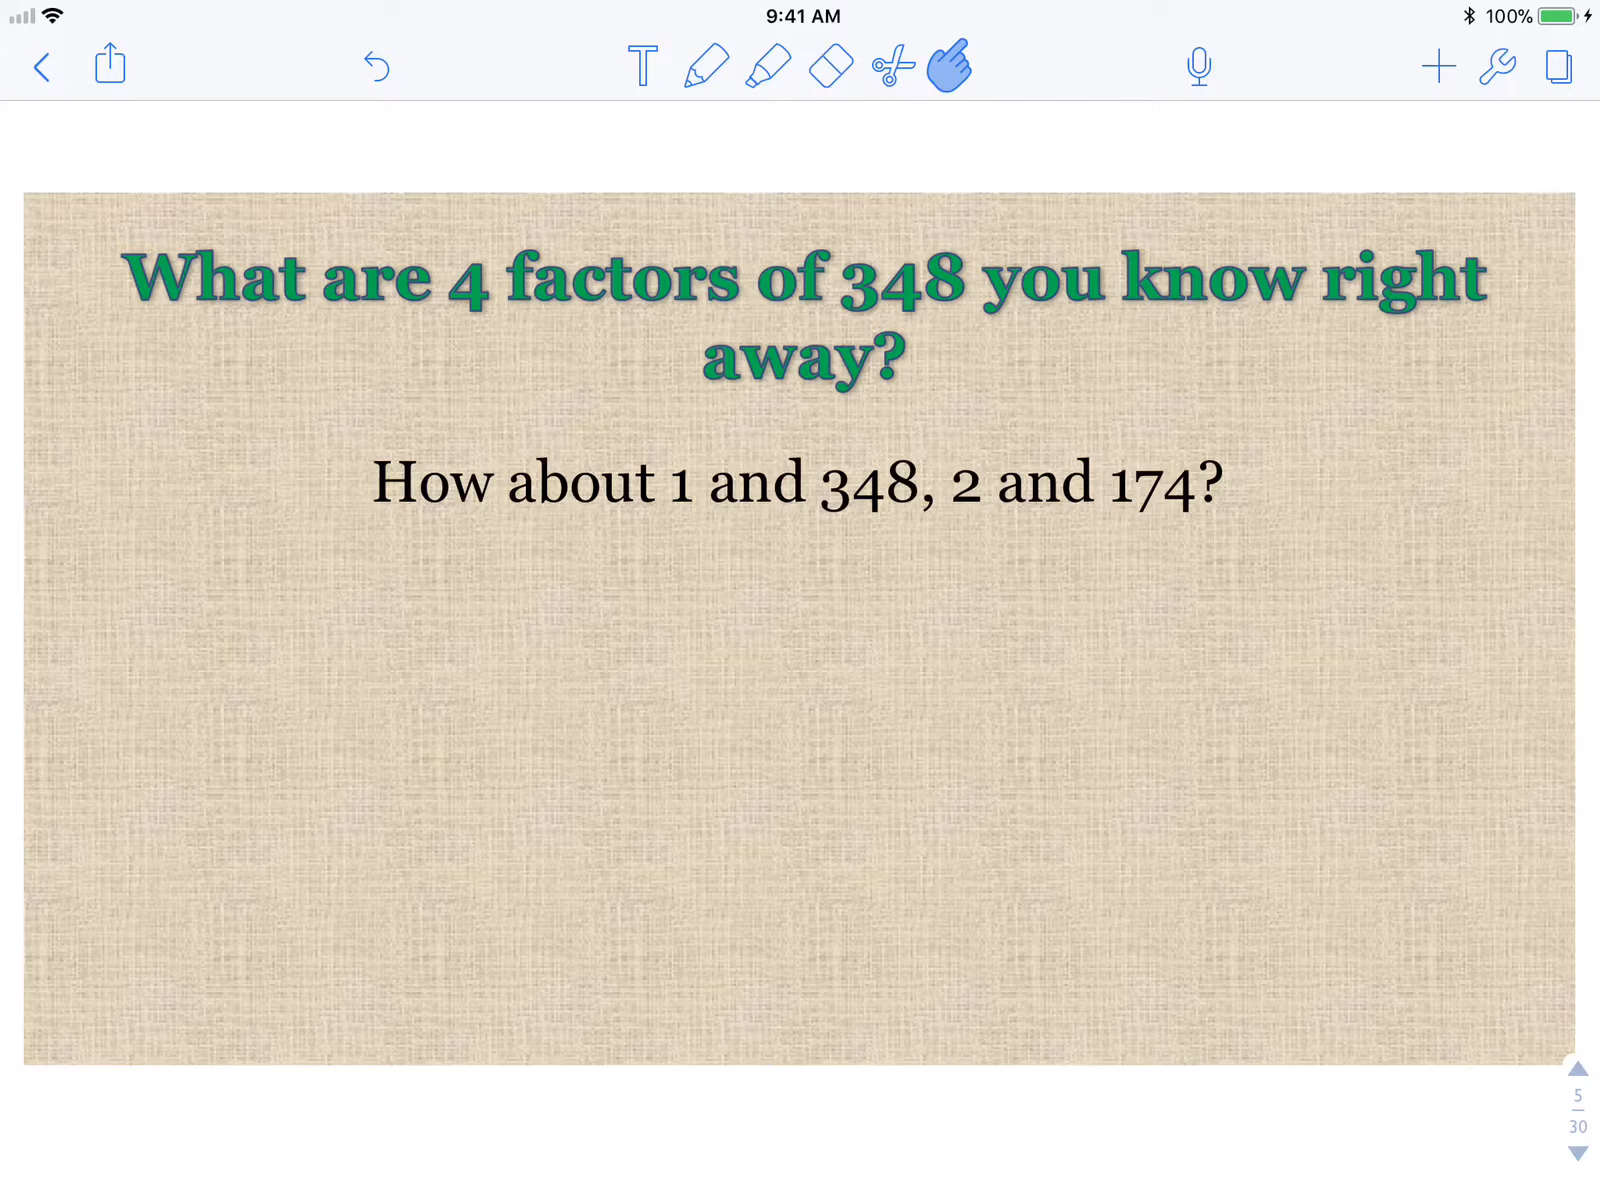 9:41 AM
100%
What are 4 factors of 348 you know right
away?
How about 1 and 348, 2 and 174?
5
30